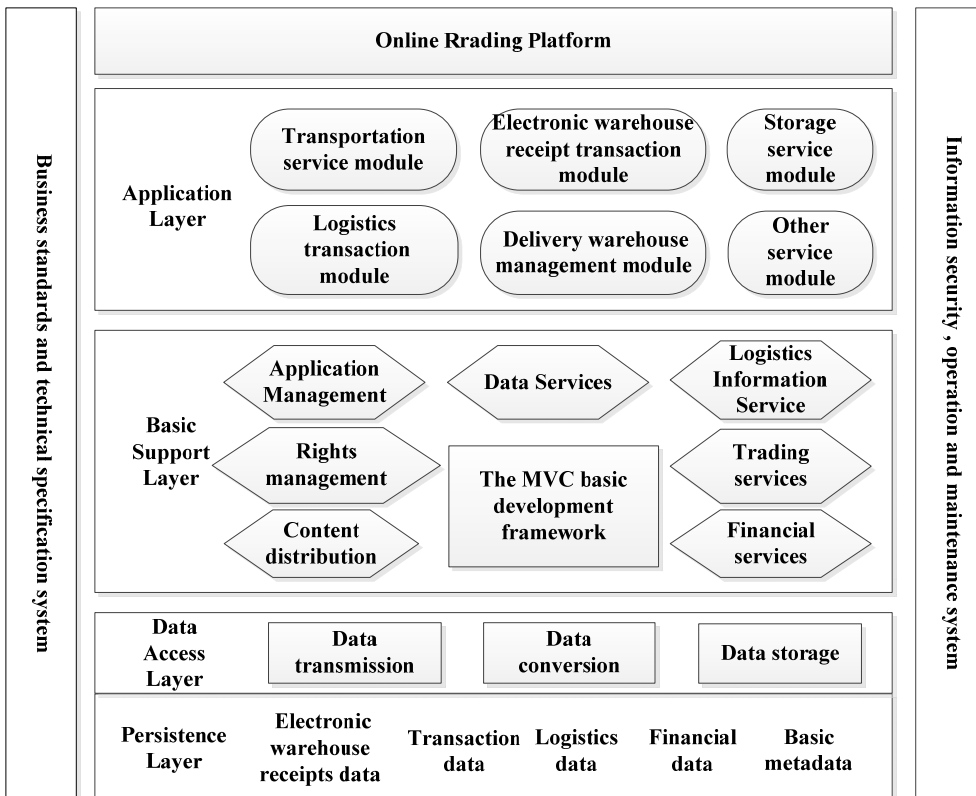 Online Rrading Platform
Business standards and technical specification system
Application
Layer
Transportation
service module
Electronic warehouse
receipt transaction
module
Storage
service
module
Logistics
transaction
module
Delivery warehouse
management module
Other
service
module
Basic
Support
Layer
Application
Management
Data Services
Logistics
Information
Service
Rights
management
The MVC basic
development
framework
Trading
services
Content
distribution
Financial
services
Data
Access
Layer
Data
transmission
Data
conversion
Data storage
Persistence
Layer
Electronic
warehouse
receipts data
Transaction
data
Logistics
data
Financial
data
Basic
metadata
Information security , operation and maintenance system